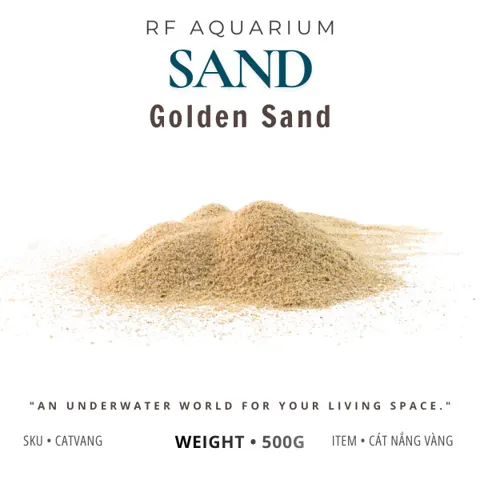 RF AQUARIUM
SAND
Golden Sand
"AN UNDERWATER WORLD FOR YOUR LIVING SPACE."
SKU • CATVANG
WEIGHT • 500G
ITEM • CÁT NẮNG VÀNG